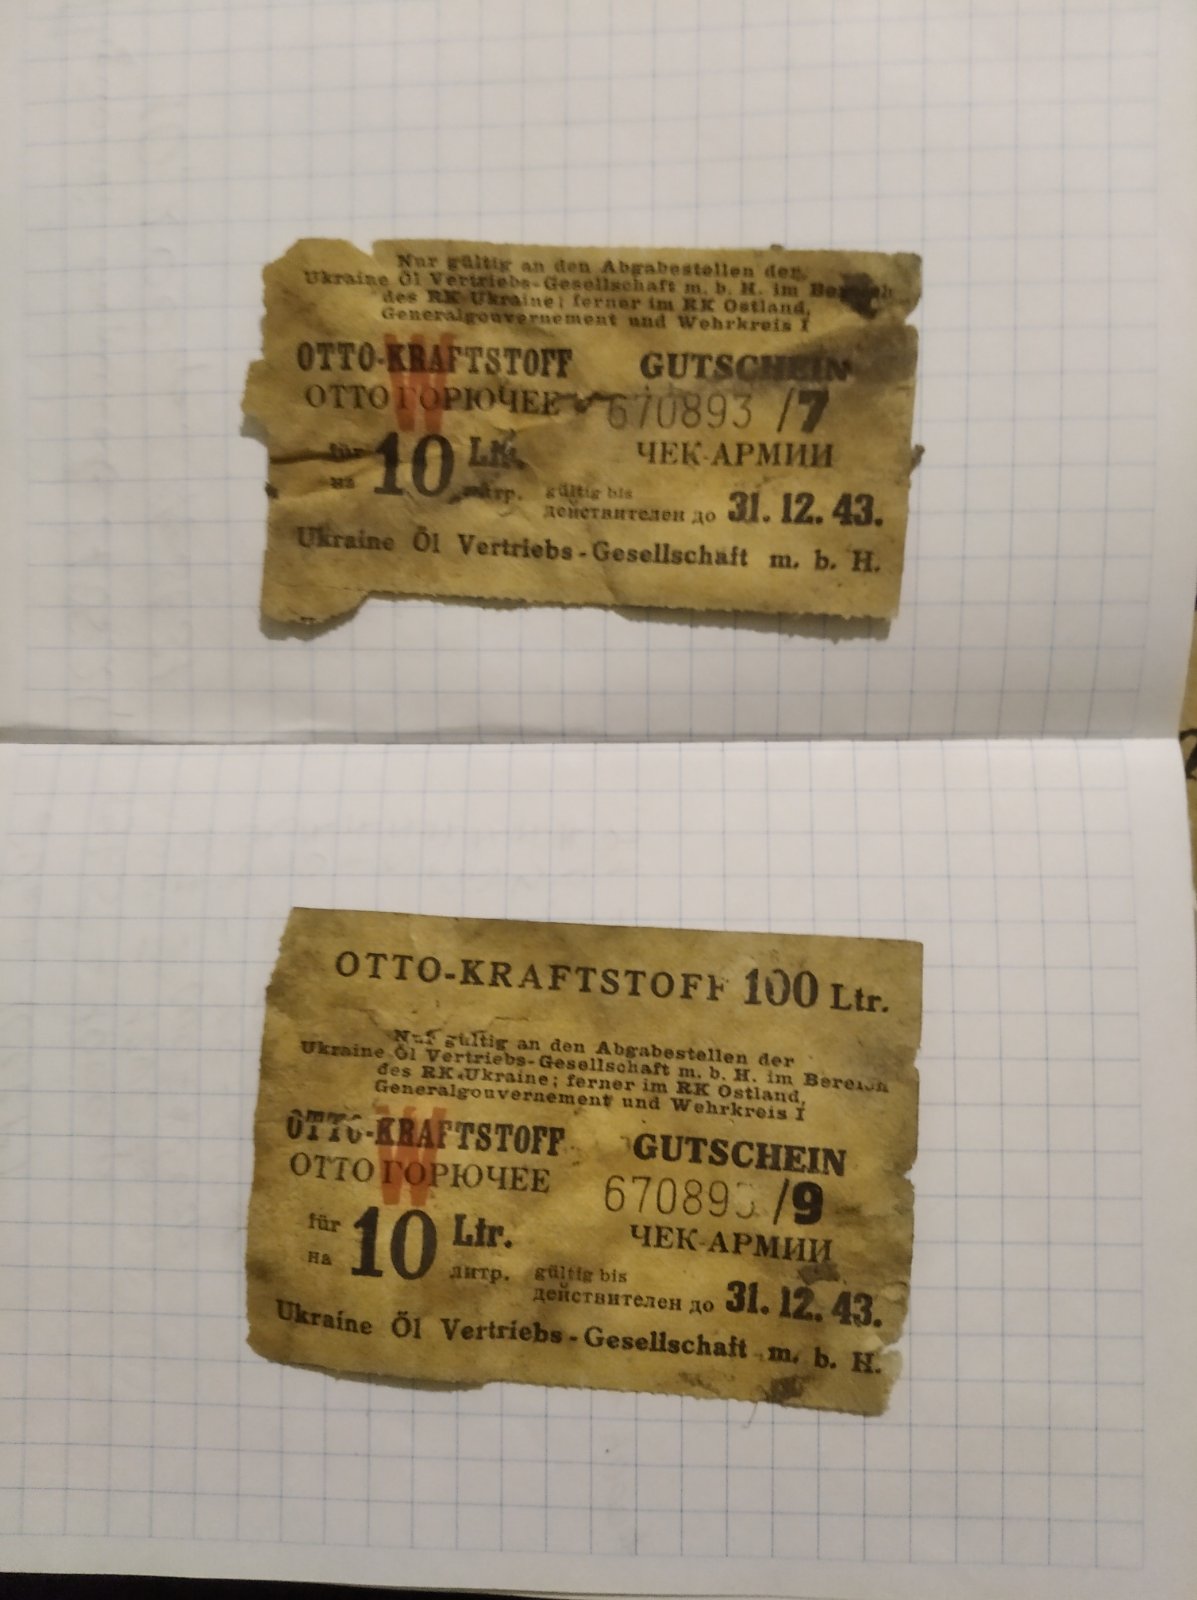 Nur gültig an den Abgabestellen der
Ukraine Öl Vertriebs-Gesellschaft m. b. H. im Bereich
des RK Ukraine; ferner im RK Ostland,
Generalgouvernement und Wehrkreis I
OTTO-KRAFTSTOFF GUTSCHEIN
W
ОТТО ГОРЮЧЕЕ 670893 /7
für 10 Ltr. ЧЕК-АРМИИ
на литр. gültig bis
действителен до 31. 12. 43.
Ukraine Öl Vertriebs-Gesellschaft m. b. H.
OTTO-KRAFTSTOFF 100 Ltr.
Nur gültig an den Abgabestellen der
Ukraine Öl Vertriebs-Gesellschaft m. b. H. im Bereich
des RK Ukraine; ferner im RK Ostland,
Generalgouvernement und Wehrkreis I
OTTO-KRAFTSTOFF GUTSCHEIN
W
ОТТО ГОРЮЧЕЕ 670893 /9
für 10 Ltr. ЧЕК-АРМИИ
на литр. gültig bis
действителен до 31. 12. 43.
Ukraine Öl Vertriebs-Gesellschaft m. b. H.